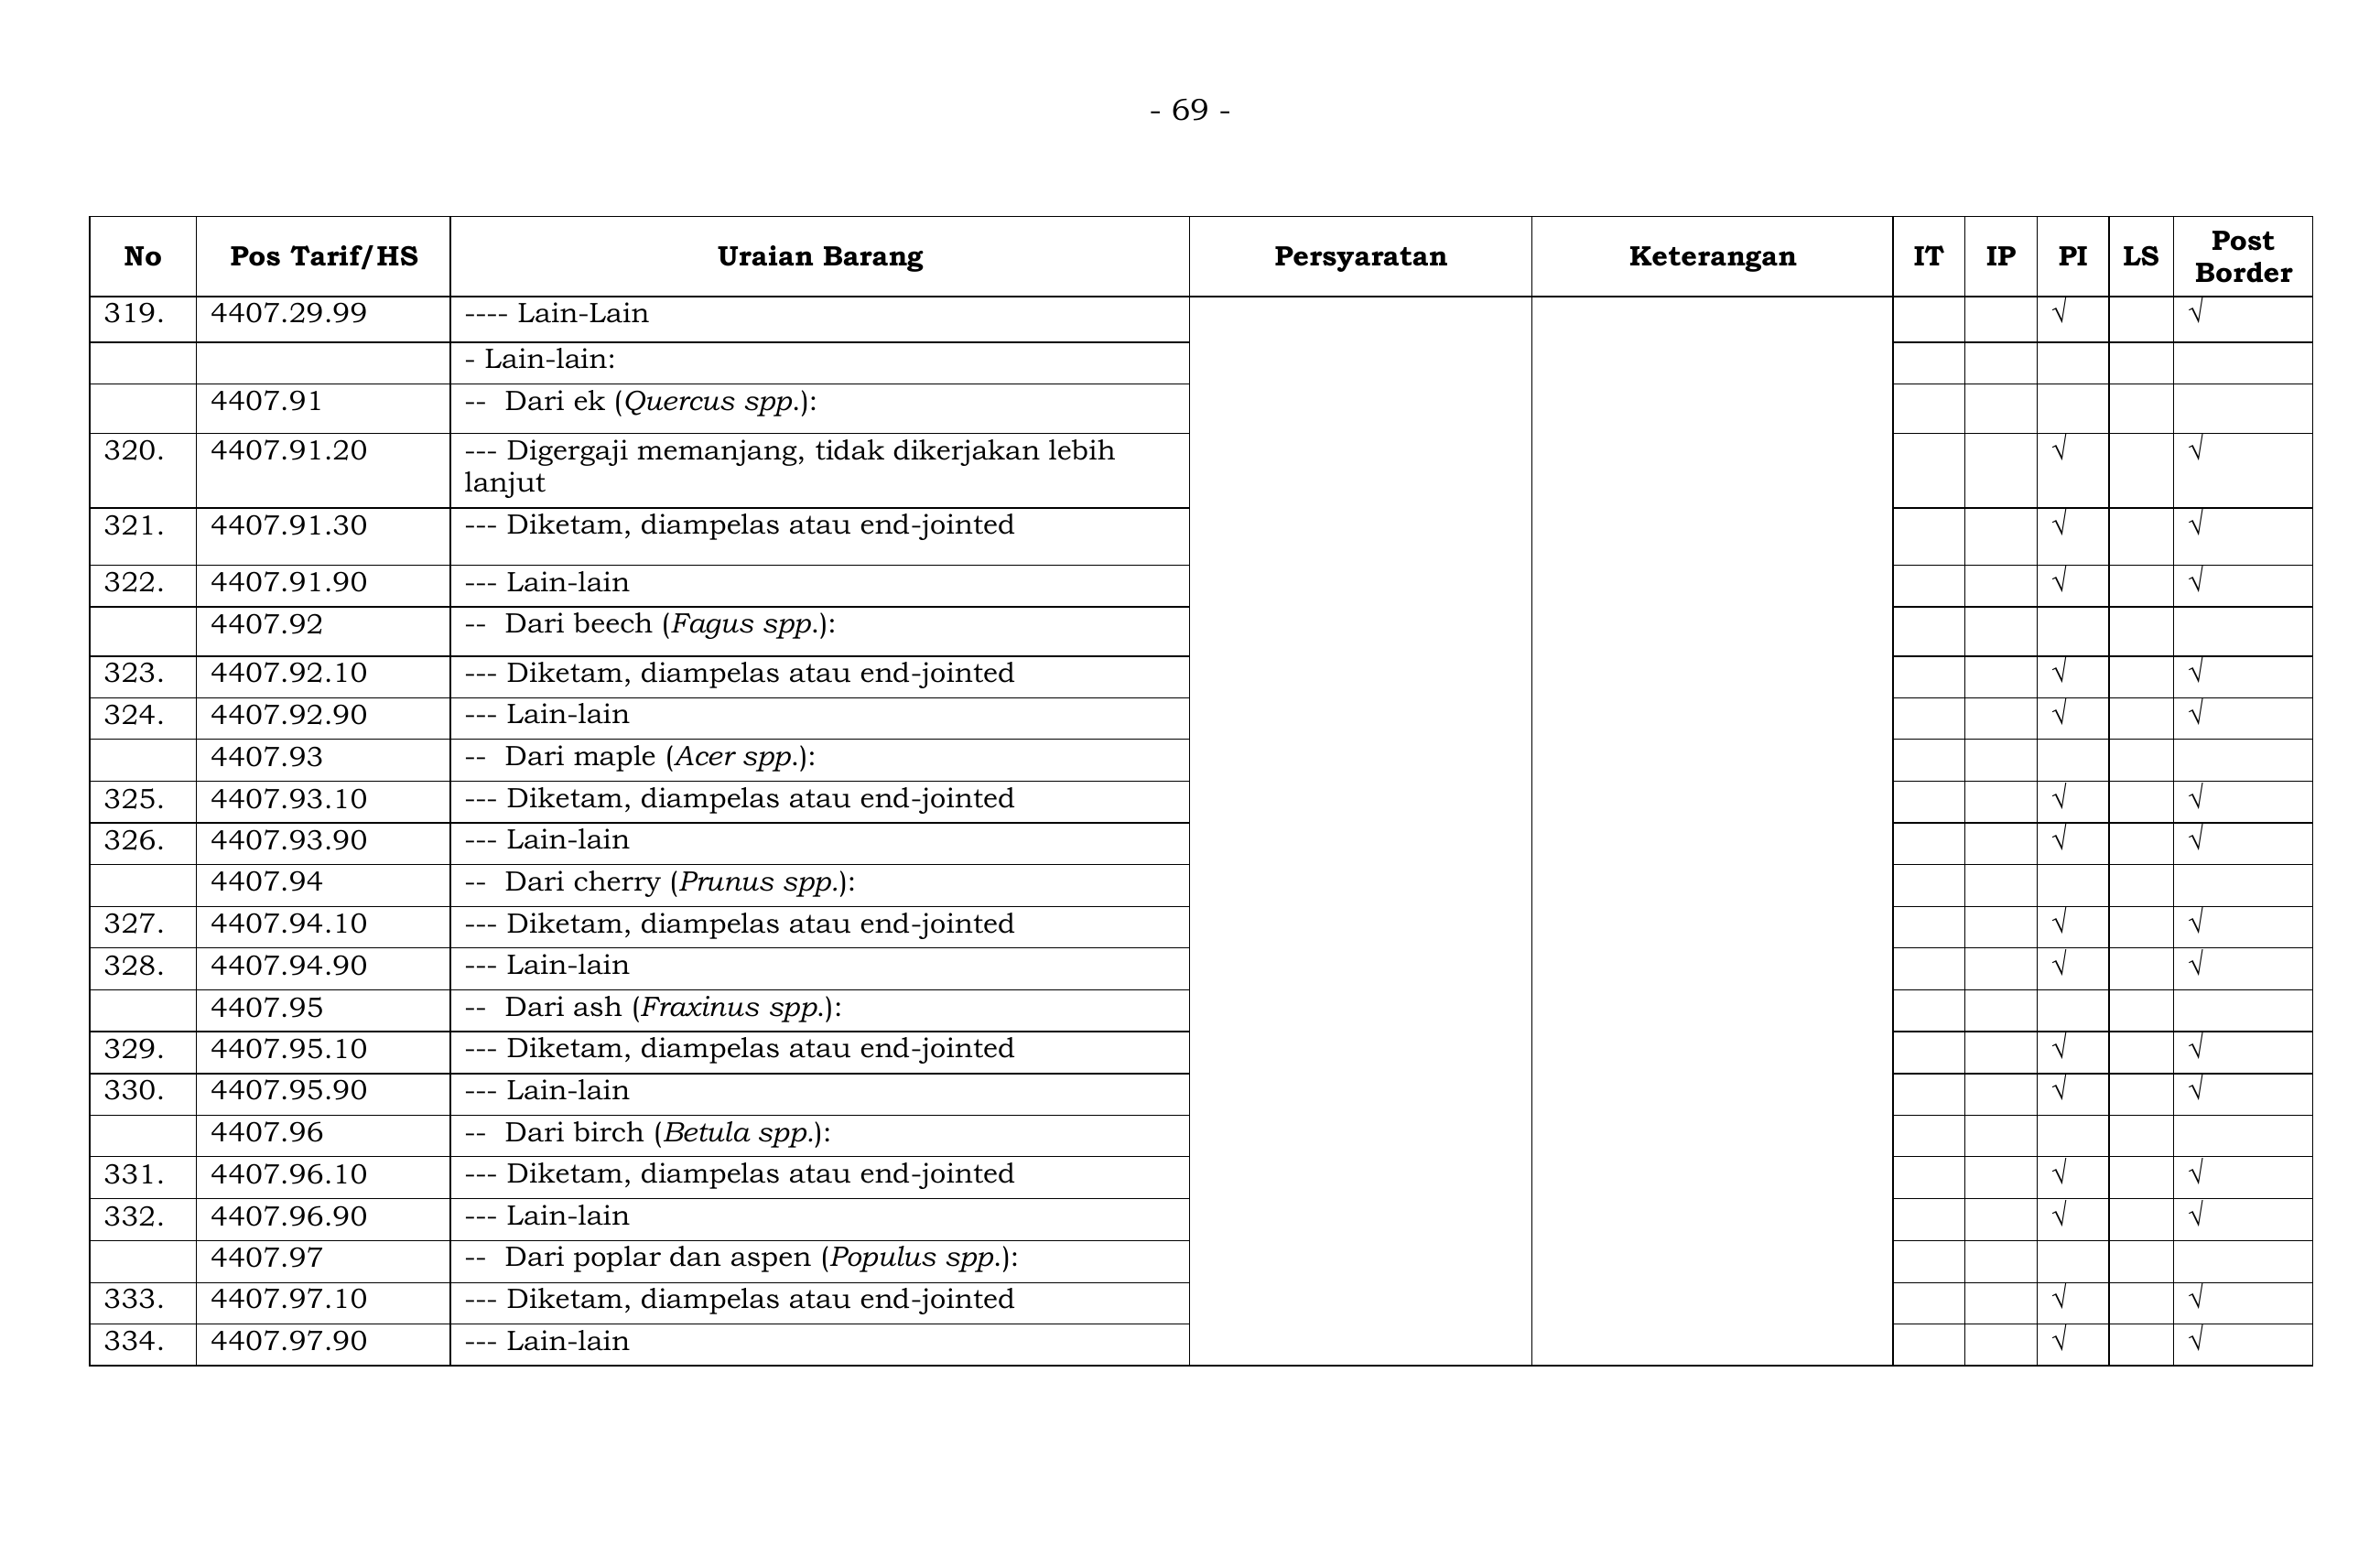 - 69 -
No Pos Tarif/HS Uraian Barang Persyaratan Keterangan IT IP PI LS Post Border
319. 4407.29.99 ---- Lain-Lain √ √
- Lain-lain:
4407.91 -- Dari ek (Quercus spp.):
320. 4407.91.20 --- Digergaji memanjang, tidak dikerjakan lebih √ √
lanjut
321. 4407.91.30 --- Diketam, diampelas atau end-jointed √ √
322. 4407.91.90 --- Lain-lain √ √
4407.92 -- Dari beech (Fagus spp.):
323. 4407.92.10 --- Diketam, diampelas atau end-jointed √ √
324. 4407.92.90 --- Lain-lain √ √
4407.93 -- Dari maple (Acer spp.):
325. 4407.93.10 --- Diketam, diampelas atau end-jointed √ √
326. 4407.93.90 --- Lain-lain √ √
4407.94 -- Dari cherry (Prunus spp.):
327. 4407.94.10 --- Diketam, diampelas atau end-jointed √ √
328. 4407.94.90 --- Lain-lain √ √
4407.95 -- Dari ash (Fraxinus spp.):
329. 4407.95.10 --- Diketam, diampelas atau end-jointed √ √
330. 4407.95.90 --- Lain-lain √ √
4407.96 -- Dari birch (Betula spp.):
331. 4407.96.10 --- Diketam, diampelas atau end-jointed √ √
332. 4407.96.90 --- Lain-lain √ √
4407.97 -- Dari poplar dan aspen (Populus spp.):
333. 4407.97.10 --- Diketam, diampelas atau end-jointed √ √
334. 4407.97.90 --- Lain-lain √ √